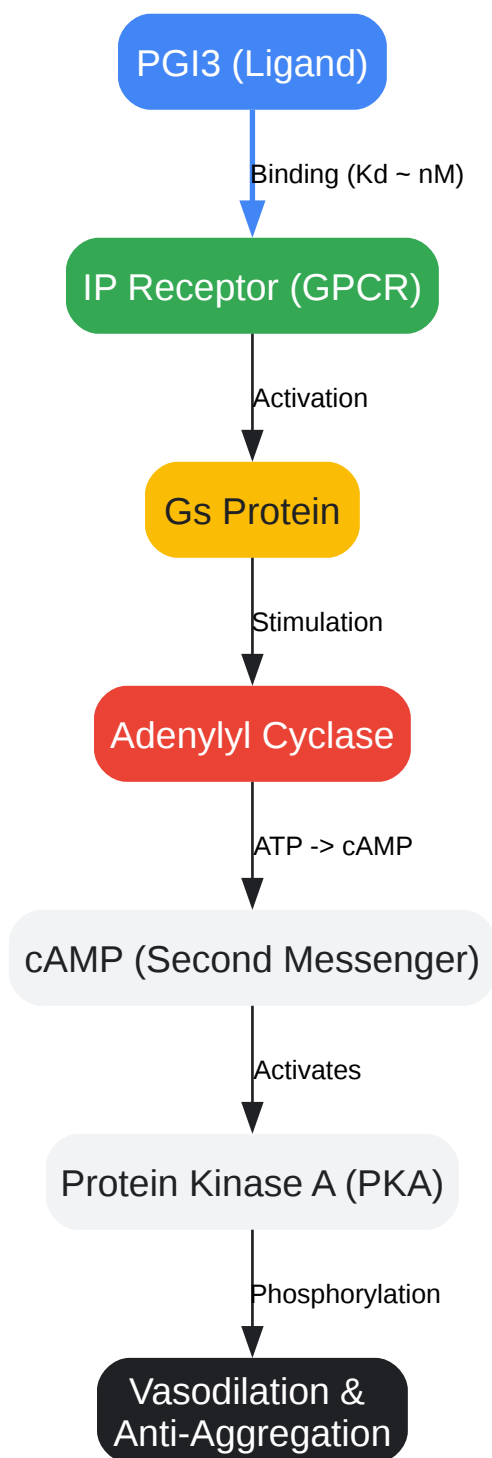 PGI3 (Ligand)
Binding (Kd ~ nM)
IP Receptor (GPCR)
Activation
Gs Protein
Stimulation
Adenylyl Cyclase
ATP -> cAMP
cAMP (Second Messenger)
Activates
Protein Kinase A (PKA)
Phosphorylation
Vasodilation &
Anti-Aggregation